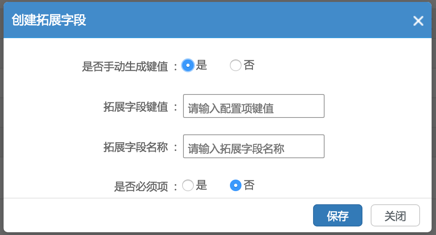 创建拓展字段
是否手动生成键值 : 是 否
拓展字段键值 : 请输入配置项键值
拓展字段名称 : 请输入拓展字段名称
是否必须项 : 是 否
保存 关闭